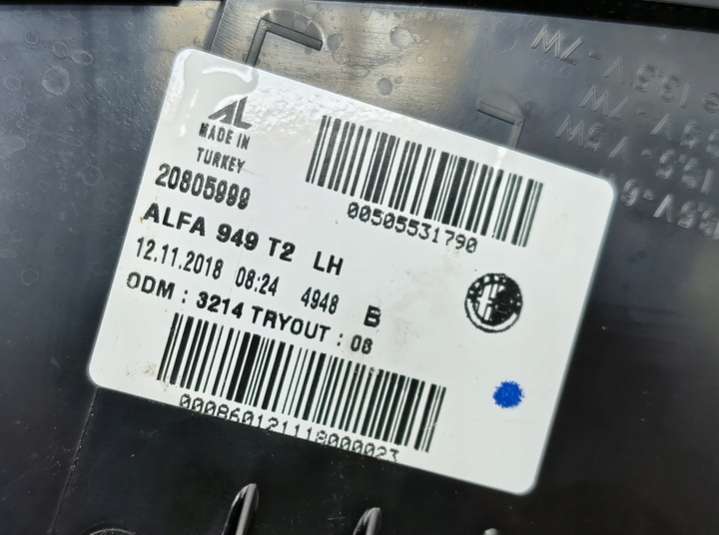 AL
MADE IN
TURKEY
20805999
00505531790
ALFA 949 T2 LH
12.11.2018 08:24 4948 B
ODM : 3214 TRYOUT : 06
0008601211118000023